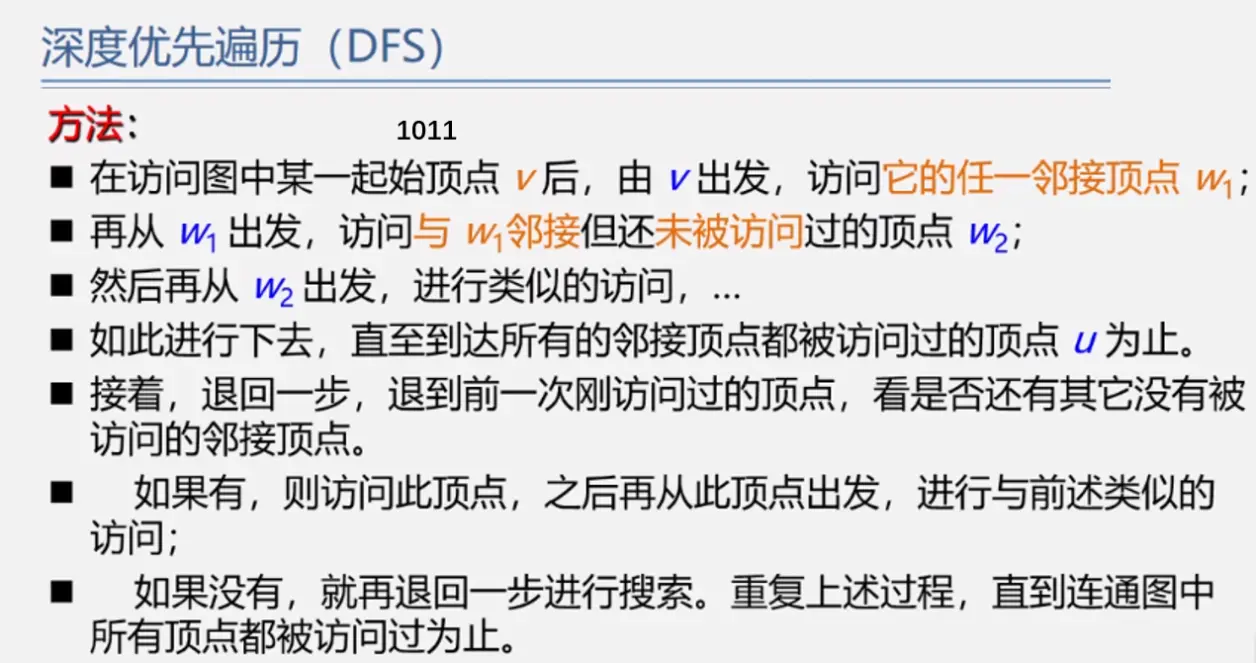 深度优先遍历（DFS）
方法：
1011
■ 在访问图中某一起始顶点 v 后，由 v 出发，访问它的任一邻接顶点 w1；
■ 再从 w1 出发，访问与 w1邻接但还未被访问过的顶点 w2；
■ 然后再从 w2 出发，进行类似的访问，…
■ 如此进行下去，直至到达所有的邻接顶点都被访问过的顶点 u 为止。
■ 接着，退回一步，退到前一次刚访问过的顶点，看是否还有其它没有被
访问的邻接顶点。
■ 如果有，则访问此顶点，之后再从此顶点出发，进行与前述类似的
访问；
■ 如果没有，就再退回一步进行搜索。重复上述过程，直到连通图中
所有顶点都被访问过为止。